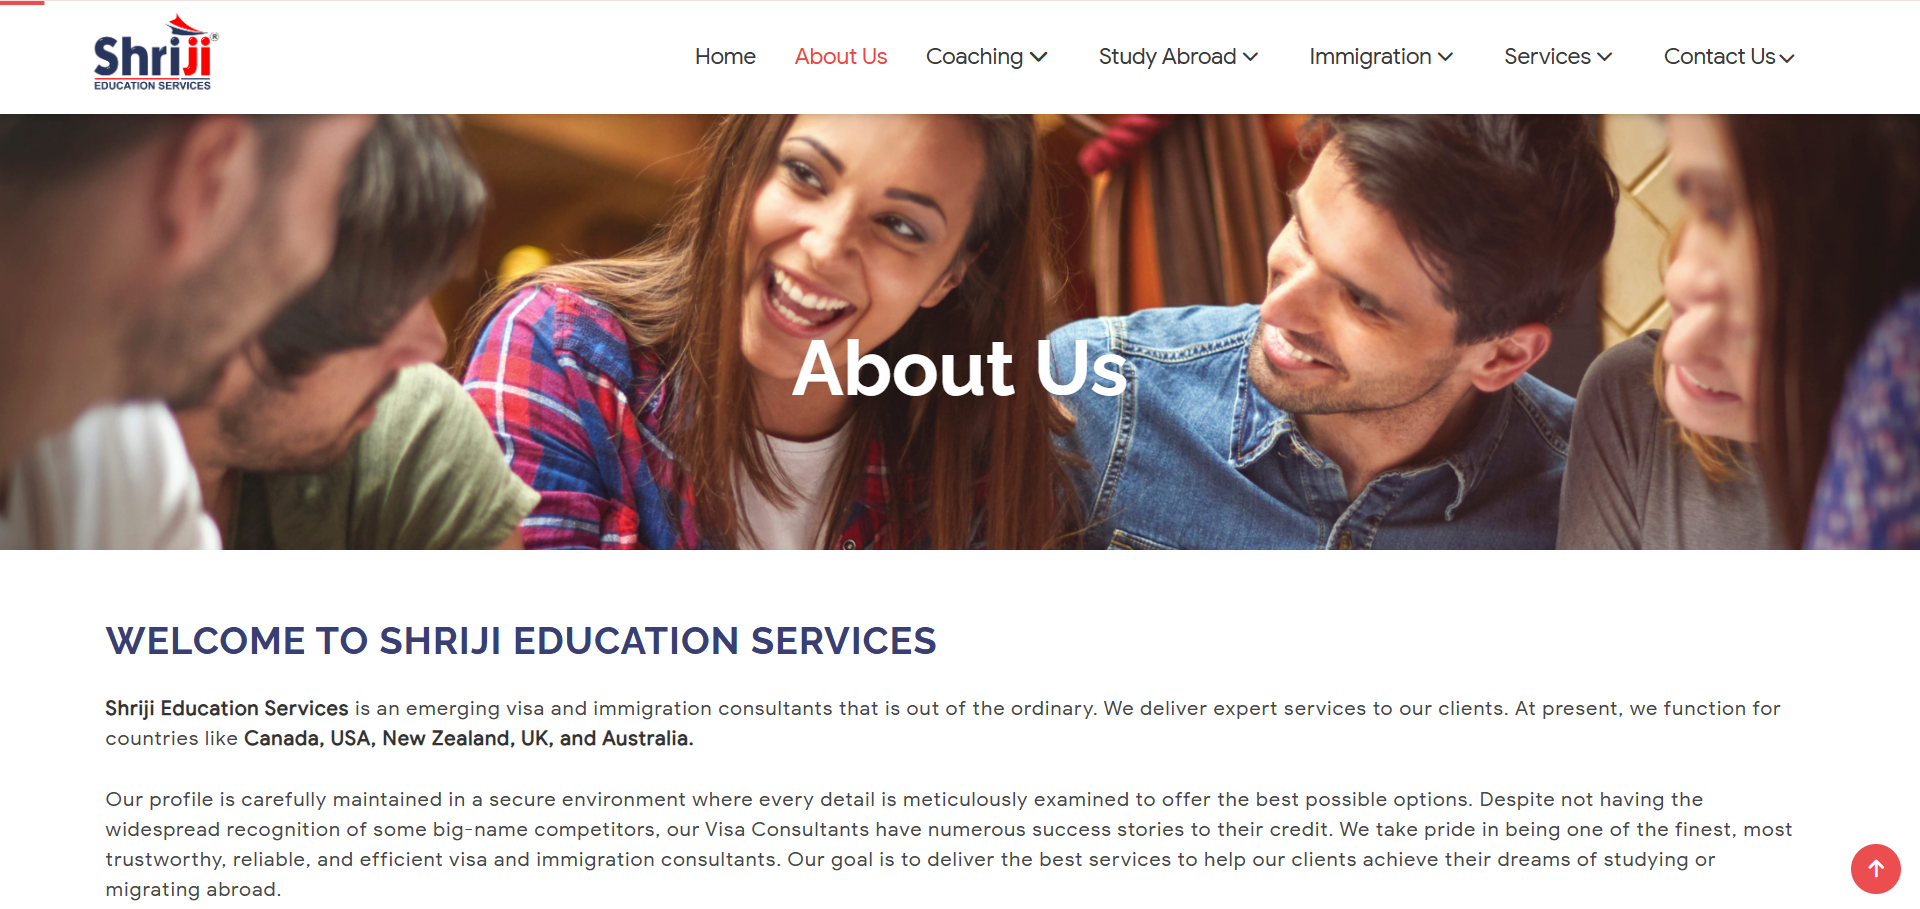 Shriji®
EDUCATION SERVICES
Home About Us Coaching Study Abroad Immigration Services Contact Us
About Us
WELCOME TO SHRIJI EDUCATION SERVICES
Shriji Education Services is an emerging visa and immigration consultants that is out of the ordinary. We deliver expert services to our clients. At present, we function for
countries like Canada, USA, New Zealand, UK, and Australia.
Our profile is carefully maintained in a secure environment where every detail is meticulously examined to offer the best possible options. Despite not having the
widespread recognition of some big-name competitors, our Visa Consultants have numerous success stories to their credit. We take pride in being one of the finest, most
trustworthy, reliable, and efficient visa and immigration consultants. Our goal is to deliver the best services to help our clients achieve their dreams of studying or
migrating abroad.